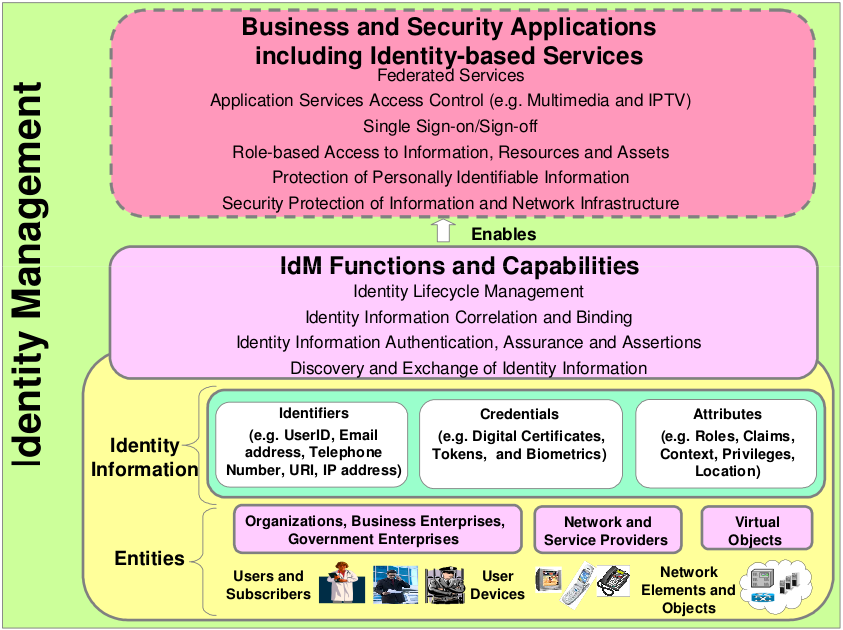 Identity Management
Business and Security Applications
including Identity-based Services
Federated Services
Application Services Access Control (e.g. Multimedia and IPTV)
Single Sign-on/Sign-off
Role-based Access to Information, Resources and Assets
Protection of Personally Identifiable Information
Security Protection of Information and Network Infrastructure
Enables
IdM Functions and Capabilities
Identity Lifecycle Management
Identity Information Correlation and Binding
Identity Information Authentication, Assurance and Assertions
Discovery and Exchange of Identity Information
Identity
Information
Identifiers
(e.g. UserID, Email
address, Telephone
Number, URI, IP address)
Credentials
(e.g. Digital Certificates,
Tokens, and Biometrics)
Attributes
(e.g. Roles, Claims,
Context, Privileges,
Location)
Entities
Organizations, Business Enterprises,
Government Enterprises
Network and
Service Providers
Virtual
Objects
Users and
Subscribers
User
Devices
Network
Elements and
Objects